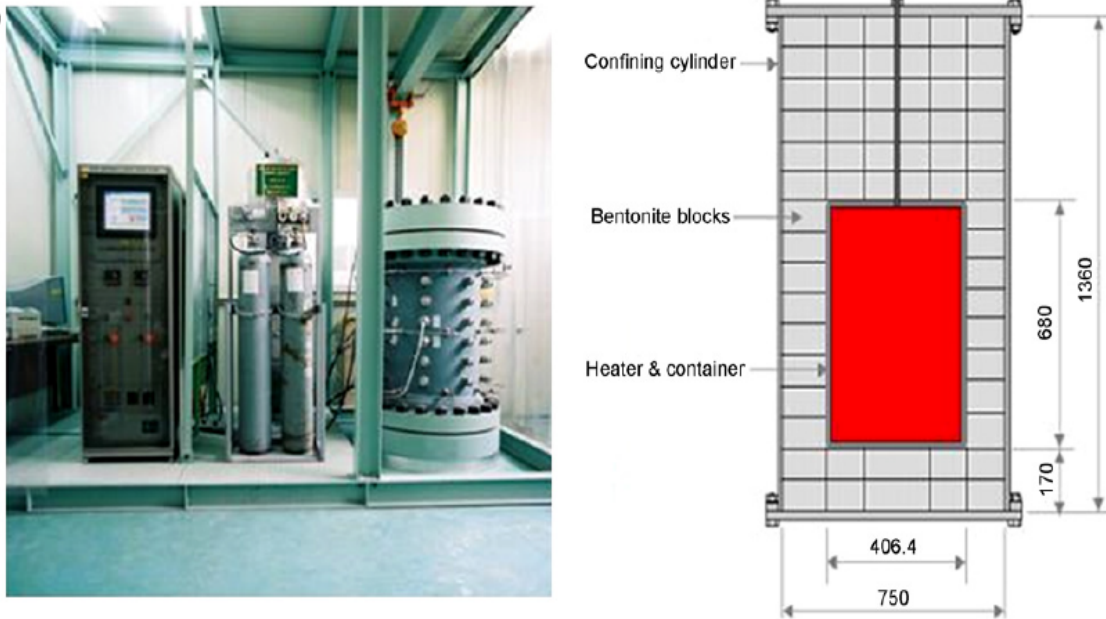 Confining cylinder
Bentonite blocks
Heater & container
680
1360
170
406.4
750